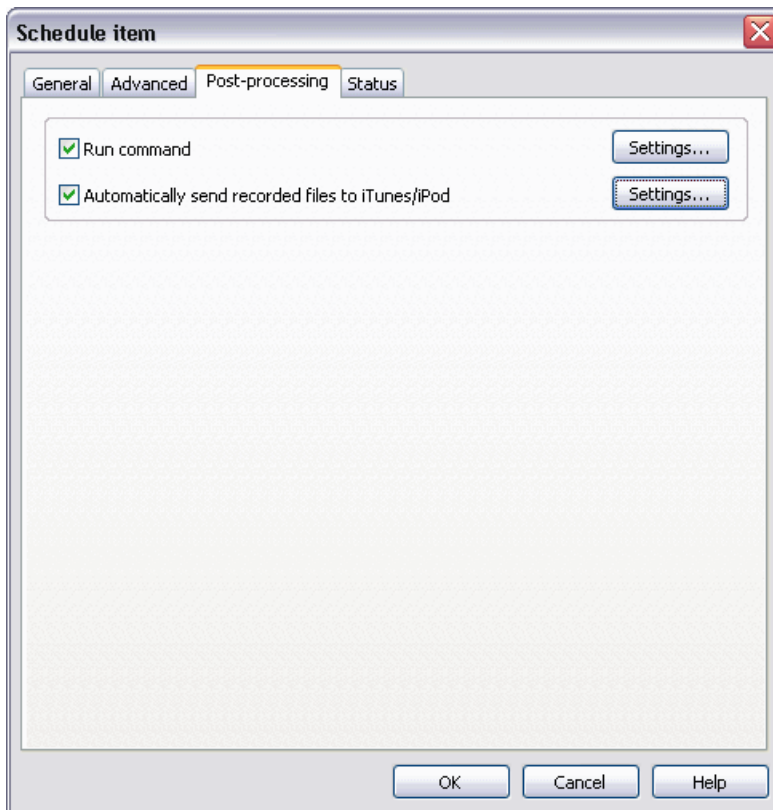 Schedule item
General Advanced Post-processing Status
Run command Settings...
Automatically send recorded files to iTunes/iPod Settings...
OK Cancel Help